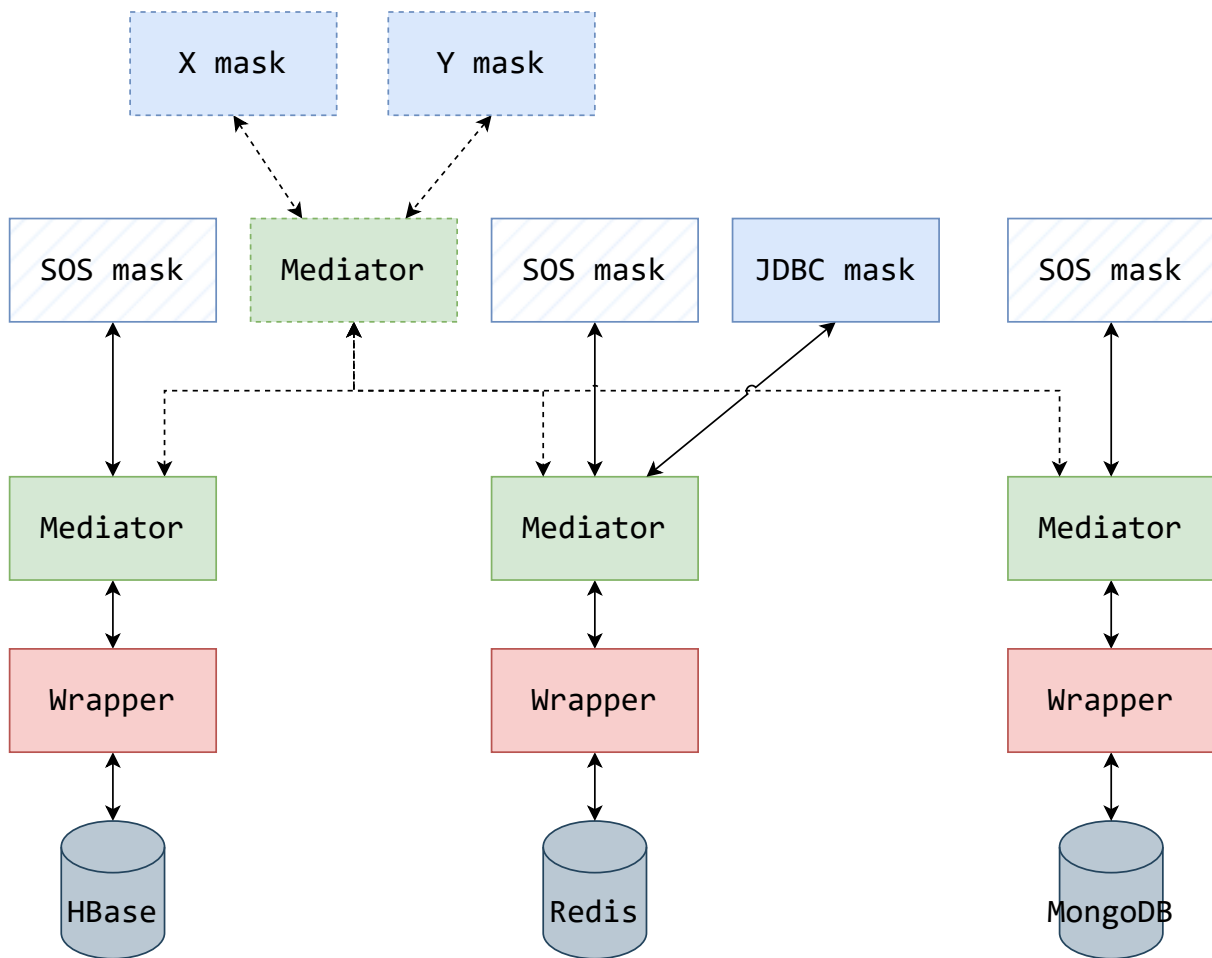 X mask
Y mask
SOS mask
Mediator
SOS mask
JDBC mask
SOS mask
Mediator
Mediator
Mediator
Wrapper
Wrapper
Wrapper
HBase
Redis
MongoDB